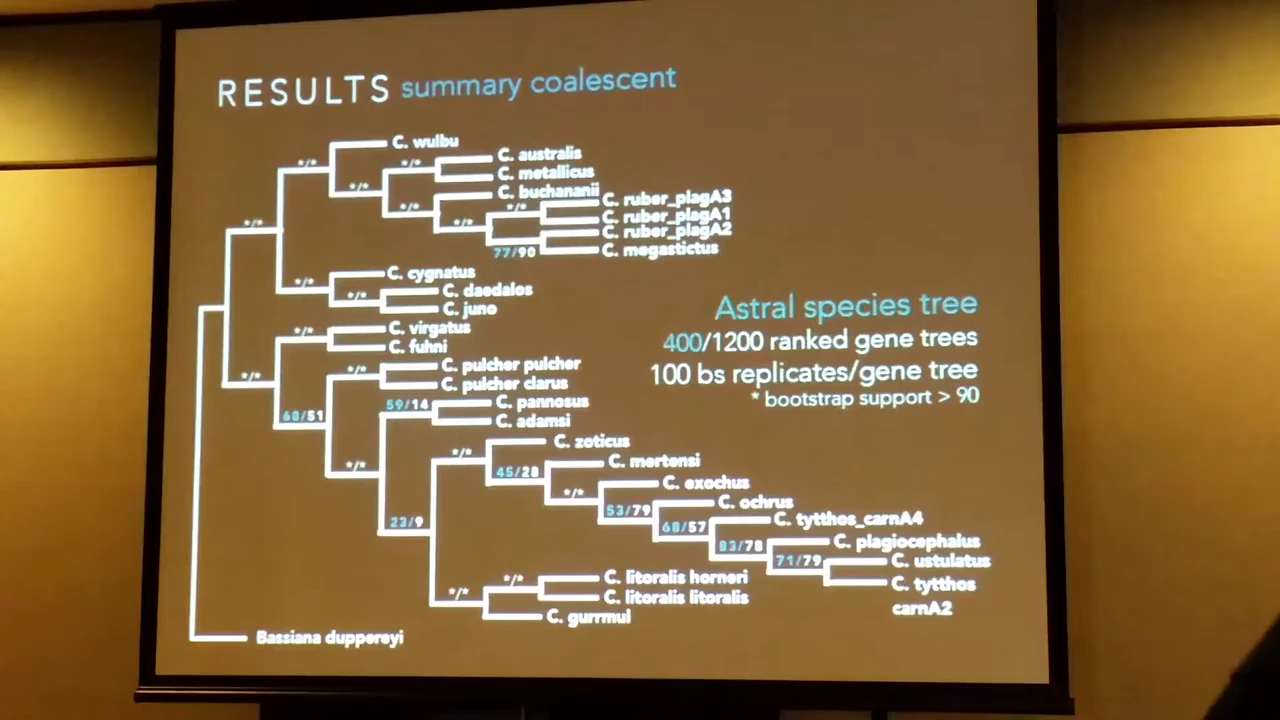 RESULTS summary coalescent
C. wulbu
*/*
C. australis
*/*
C. metallicus
*/*
C. buchananii
C. ruber_plagA3
*/*
*/*
C. ruber_plagA1
*/*
*/*
C. ruber_plagA2
C. megastictus
77/90
C. cygnatus
*/*
C. daedalos
*/*
C. juno
Astral species tree
C. virgatus
*/*
400/1200 ranked gene trees
C. fuhni
C. pulcher pulcher
*/*
100 bs replicates/gene tree
*/*
C. pulcher clarus
* bootstrap support > 90
59/14
C. pannosus
68/51
C. adamsi
C. zoticus
*/*
C. mertensi
*/*
45/28
C. exochus
*/*
C. ochrus
53/79
C. tytthos_carnA4
23/9
68/57
C. plagiocephalus
83/78
C. ustulatus
71/79
C. litoralis horneri
*/*
C. tytthos
carnA2
*/*
C. litoralis litoralis
C. gurrmul
Bassiana duppereyi